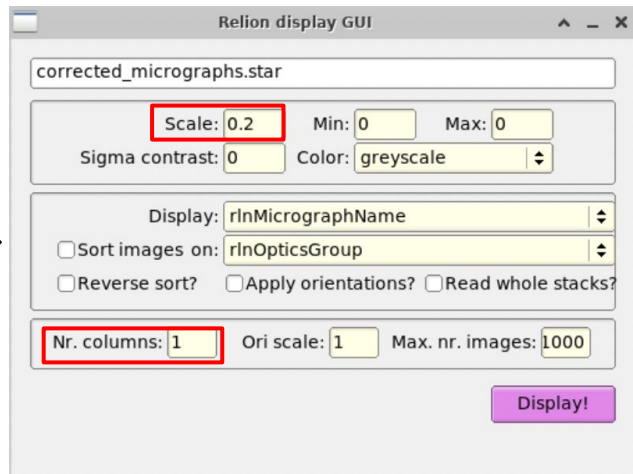 Relion display GUI
corrected_micrographs.star
Scale: 0.2 Min: 0 Max: 0
Sigma contrast: 0 Color: greyscale
Display: rlnMicrographName
Sort images on: rlnOpticsGroup
Reverse sort? Apply orientations? Read whole stacks?
Nr. columns: 1 Ori scale: 1 Max. nr. images: 1000
Display!